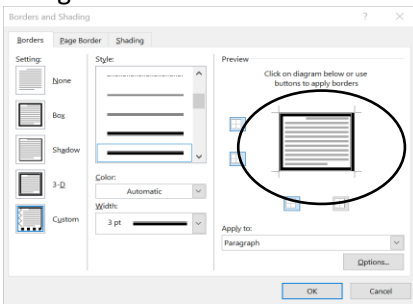 Borders and Shading
? ×
Borders Page Border Shading
Setting:
None
Box
Shadow
3-D
Custom
Style:
Color:
Automatic
Width:
3 pt
Preview
Click on diagram below or use
buttons to apply borders
Apply to:
Paragraph
Options...
OK Cancel